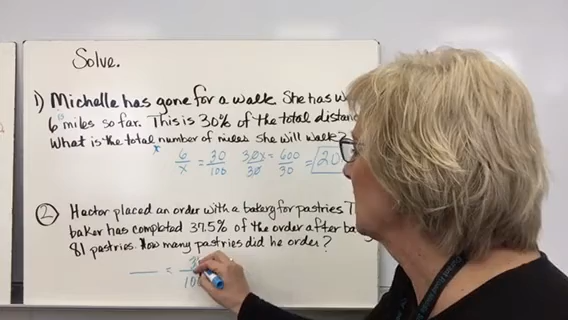 Solve.
1) Michelle has gone for a walk. She has
6 miles so far. This is 30% of the total
What is the total number of miles she will walk?
6/x = 30/100 30x/30 = 600/30 = 20
2 Hector placed an order with a bakery for pastries.
baker has completed 37.5% of the order after
81 pastries. How many pastries did he order?
=